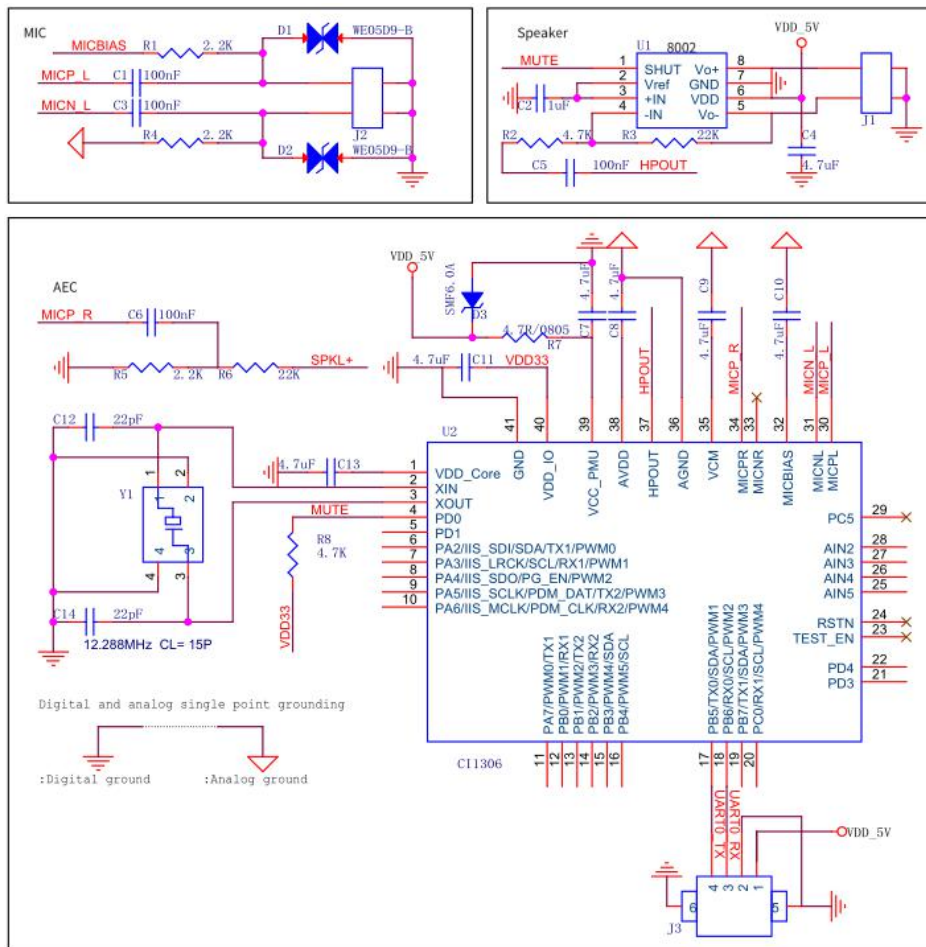 MIC
MICBIAS
R1
2.2K
D1
WE05D9-B
MICP_L
C1
100nF
MICN_L
C3
100nF
R4
2.2K
J2
D2
WE05D9-B
Speaker
VDD_5V
U1
8002
MUTE
1
SHUT
Vo+
8
2
Vref
GND
7
3
+IN
VDD
6
4
-IN
Vo-
5
C2
1uF
J1
R2
4.7K
R3
22K
C4
4.7uF
C5
100nF
HPOUT
AEC
MICP_R
C6
100nF
R5
2.2K
R6
22K
SPKL+
VDD_5V
SMF6.0A
D3
4.7R/0805
R7
4.7uF
C7
4.7uF
C8
4.7uF
C11
VDD33
HPOUT
C9
4.7uF
MICP_R
C10
4.7uF
MICN_L
MICP_L
C12
22pF
Y1
1
2
1
2
4
3
4
3
C14
22pF
12.288MHz CL= 15P
4.7uF
C13
MUTE
R8
4.7K
VDD33
U2
41
40
39
38
37
36
35
34
33
32
31
30
GND
VDD_IO
VCC_PMU
AVDD
HPOUT
AGND
VCM
MICPR
MICNR
MICBIAS
MICNL
MICPL
1
VDD_Core
2
XIN
3
XOUT
4
PD0
5
PD1
6
PA2/IIS_SDI/SDA/TX1/PWM0
7
PA3/IIS_LRCK/SCL/RX1/PWM1
8
PA4/IIS_SDO/PG_EN/PWM2
9
PA5/IIS_SCLK/PDM_DAT/TX2/PWM3
10
PA6/IIS_MCLK/PDM_CLK/RX2/PWM4
PC5
29
AIN2
28
AIN3
27
AIN4
26
AIN5
25
RSTN
24
TEST_EN
23
PD4
22
PD3
21
PA7/PWM0/TX1
PB0/PWM1/RX1
PB1/PWM2/TX2
PB2/PWM3/RX2
PB3/PWM4/SDA
PB4/PWM5/SCL
PB5/TX0/SDA/PWM1
PB6/RX0/SCL/PWM2
PB7/TX1/SDA/PWM3
PC0/RX1/SCL/PWM4
CI1306
11
12
13
14
15
16
17
18
19
20
Digital and analog single point grounding
:Digital ground
:Analog ground
UART0_TX
UART0_RX
VDD_5V
4
3
2
1
6
5
J3